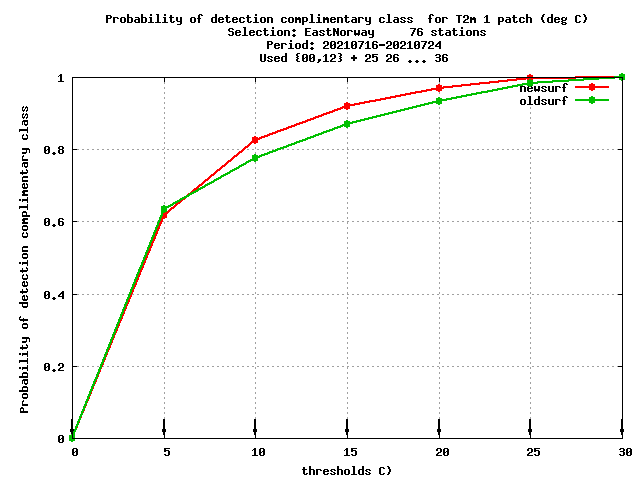 Probability of detection complimentary class  for T2m 1 patch (deg C)
Selection: EastNorway     76 stations
Period: 20210716-20210724
Used {00,12} + 25 26 ... 36
Probability of detection complimentary class
1
0.8
0.6
0.4
0.2
0
newsurf
oldsurf
0 5 10 15 20 25 30
thresholds C)